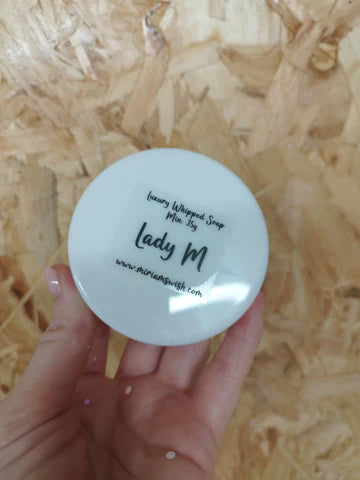 Luxury Whipped Soap
Min. 35g
Lady M
www.miriamswish.com